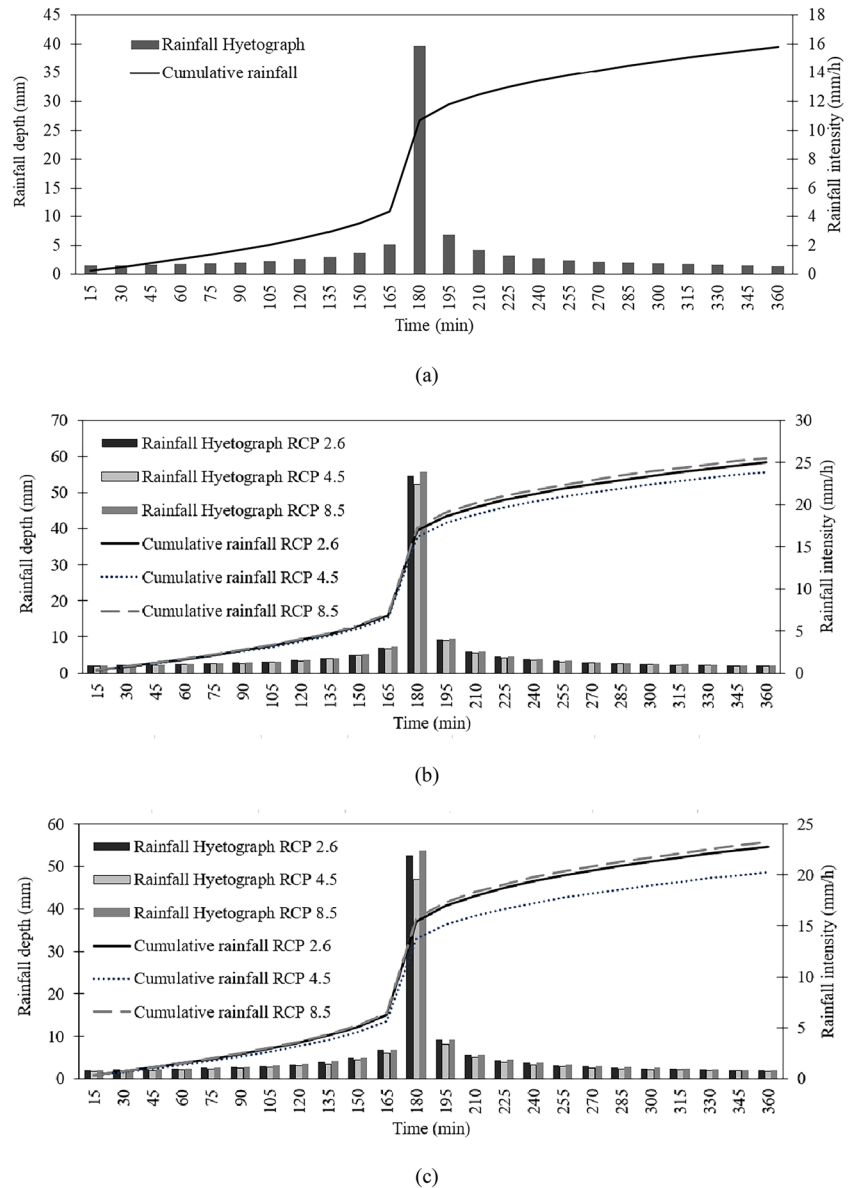 45
40
35
30
25
20
15
10
5
0
Rainfall depth (mm)
Rainfall Hyetograph
Cumulative rainfall
18
16
14
12
10
8
6
4
2
0
Rainfall intensity (mm/h)
15 30 45 60 75 90 105 120 135 150 165 180 195 210 225 240 255 270 285 300 315 330 345 360
Time (min)
(a)
70
60
50
40
30
20
10
0
Rainfall depth (mm)
Rainfall Hyetograph RCP 2.6
Rainfall Hyetograph RCP 4.5
Rainfall Hyetograph RCP 8.5
Cumulative rainfall RCP 2.6
Cumulative rainfall RCP 4.5
Cumulative rainfall RCP 8.5
30
25
20
15
10
5
0
Rainfall intensity (mm/h)
15 30 45 60 75 90 105 120 135 150 165 180 195 210 225 240 255 270 285 300 315 330 345 360
Time (min)
(b)
60
50
40
30
20
10
0
Rainfall depth (mm)
Rainfall Hyetograph RCP 2.6
Rainfall Hyetograph RCP 4.5
Rainfall Hyetograph RCP 8.5
Cumulative rainfall RCP 2.6
Cumulative rainfall RCP 4.5
Cumulative rainfall RCP 8.5
25
20
15
10
5
0
Rainfall intensity (mm/h)
15 30 45 60 75 90 105 120 135 150 165 180 195 210 225 240 255 270 285 300 315 330 345 360
Time (min)
(c)